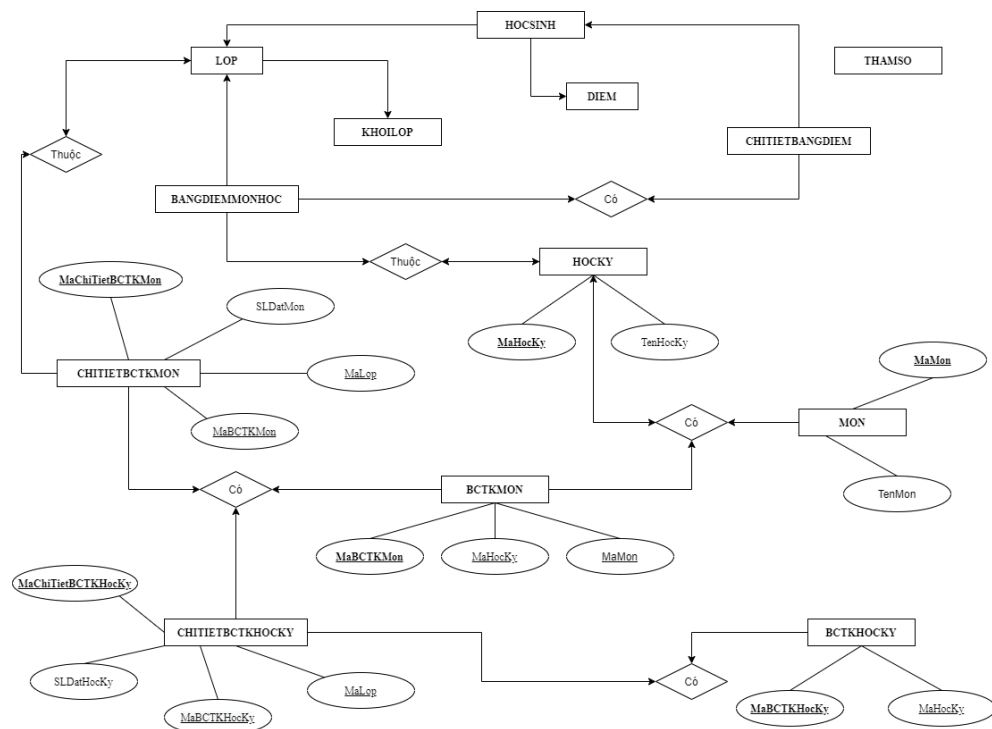 HOCSINH
LOP
THAMSO
DIEM
KHOILOP
CHITIETBANGDIEM
Thuộc
BANGDIEMMONHOC
Có
Thuộc
HOCKY
MaChiTietBCTKMon
SLDatMon
MaHocKy
TenHocKy
CHITIETBCTKMON
MaLop
MaMon
MaBCTKMon
Có
MON
Có
BCTKMON
TenMon
MaBCTKMon
MaHocKy
MaMon
MaChiTietBCTKHocKy
CHITIETBCTKHOCKY
BCTKHOCKY
SLDatHocKy
MaLop
Có
MaBCTKHocKy
MaBCTKHocKy
MaHocKy